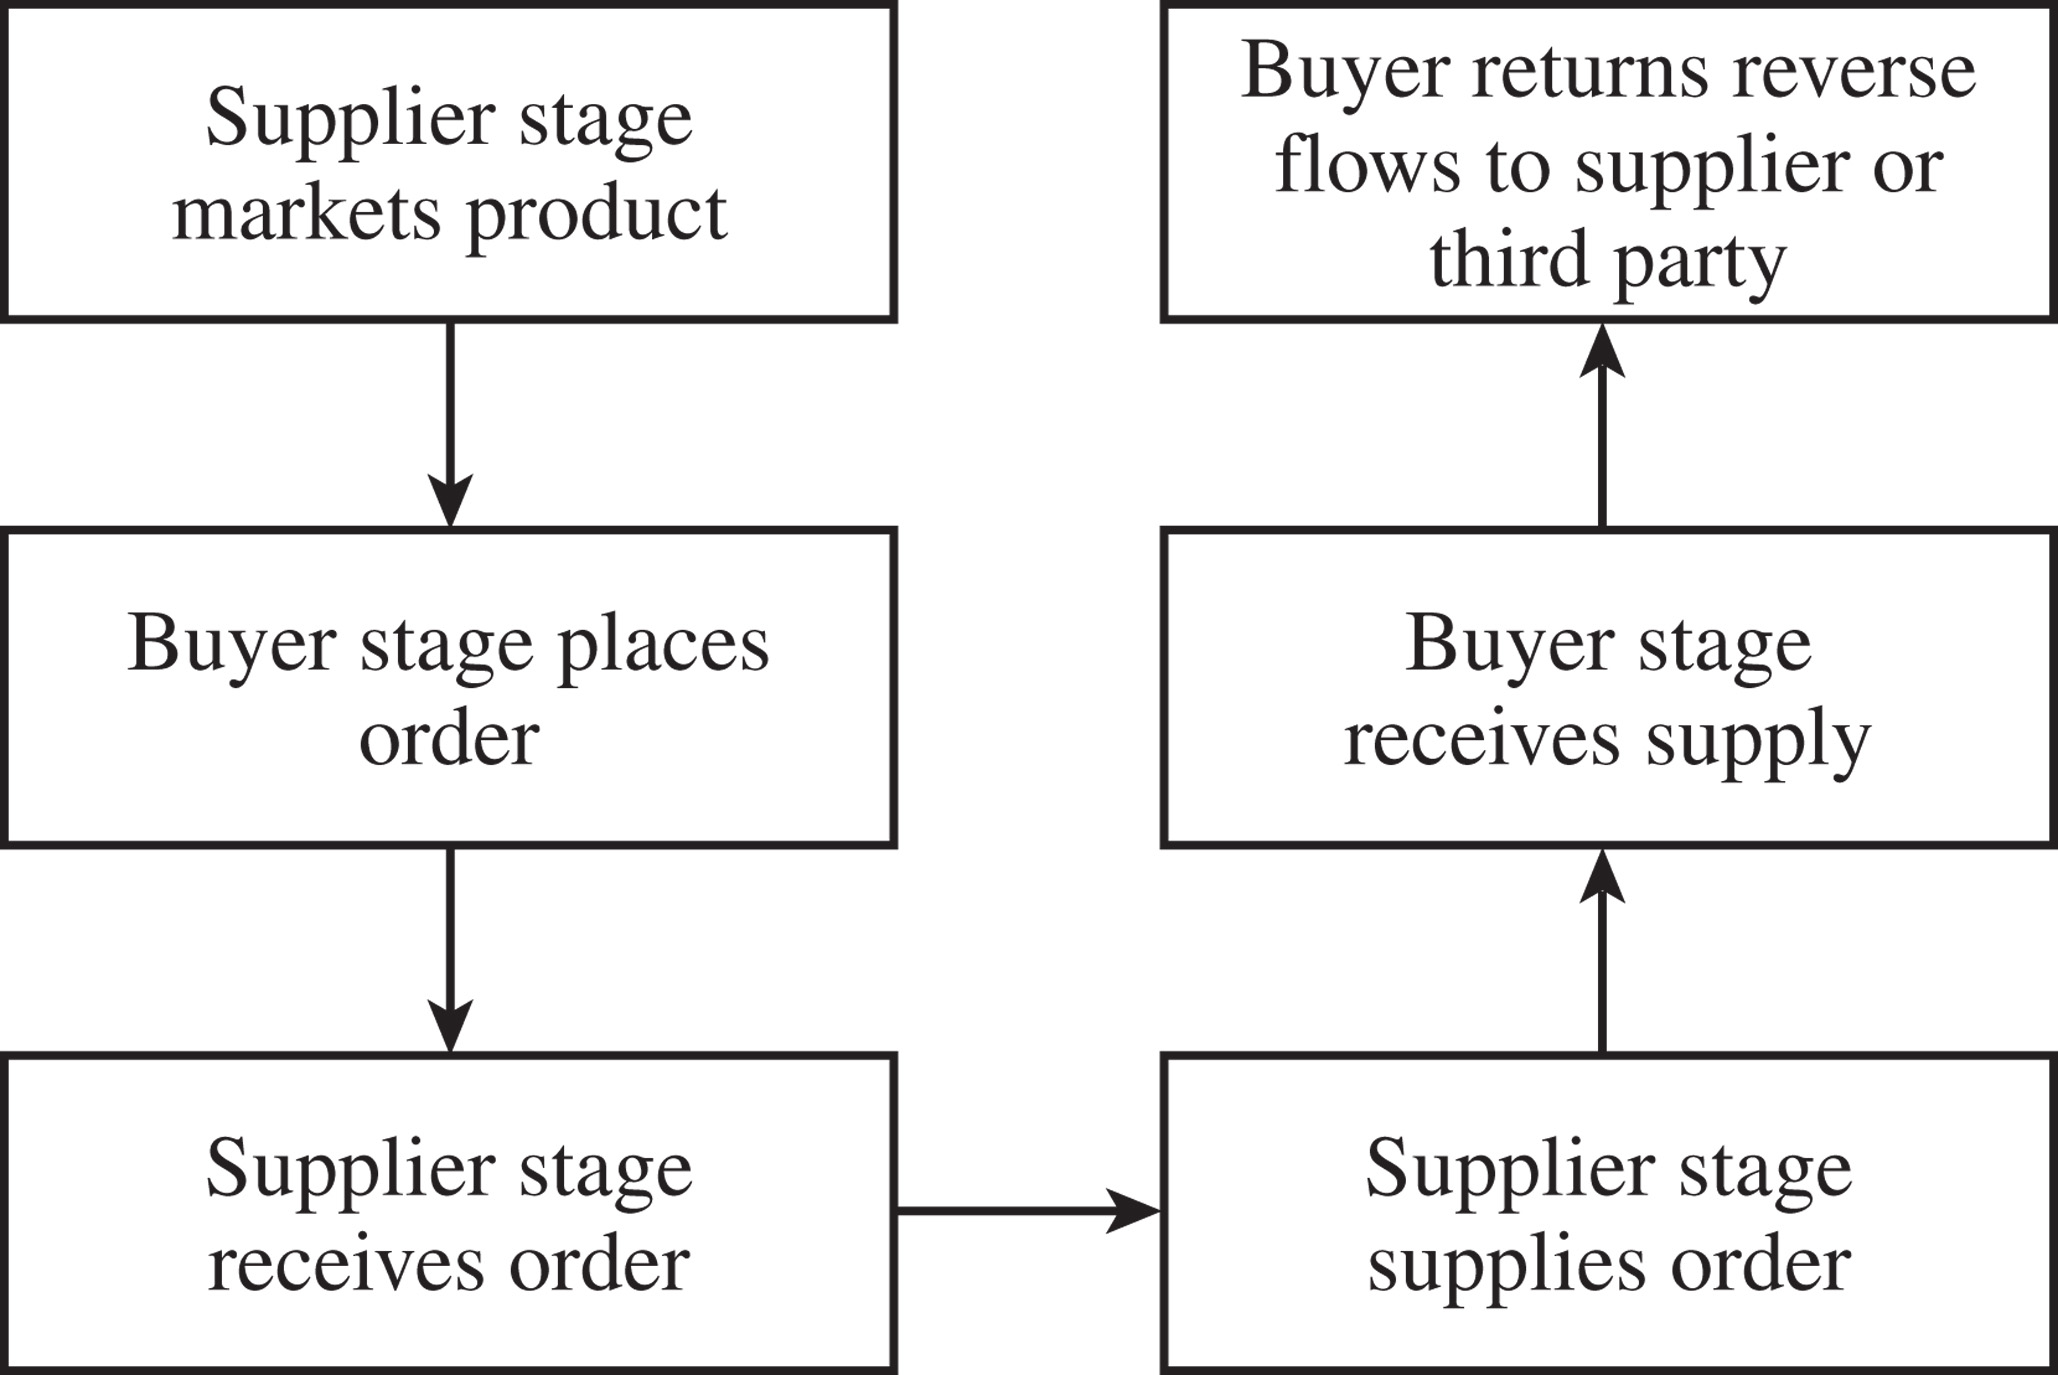 Supplier stage
markets product
Buyer stage places
order
Supplier stage
receives order
Supplier stage
supplies order
Buyer stage
receives supply
Buyer returns reverse
flows to supplier or
third party